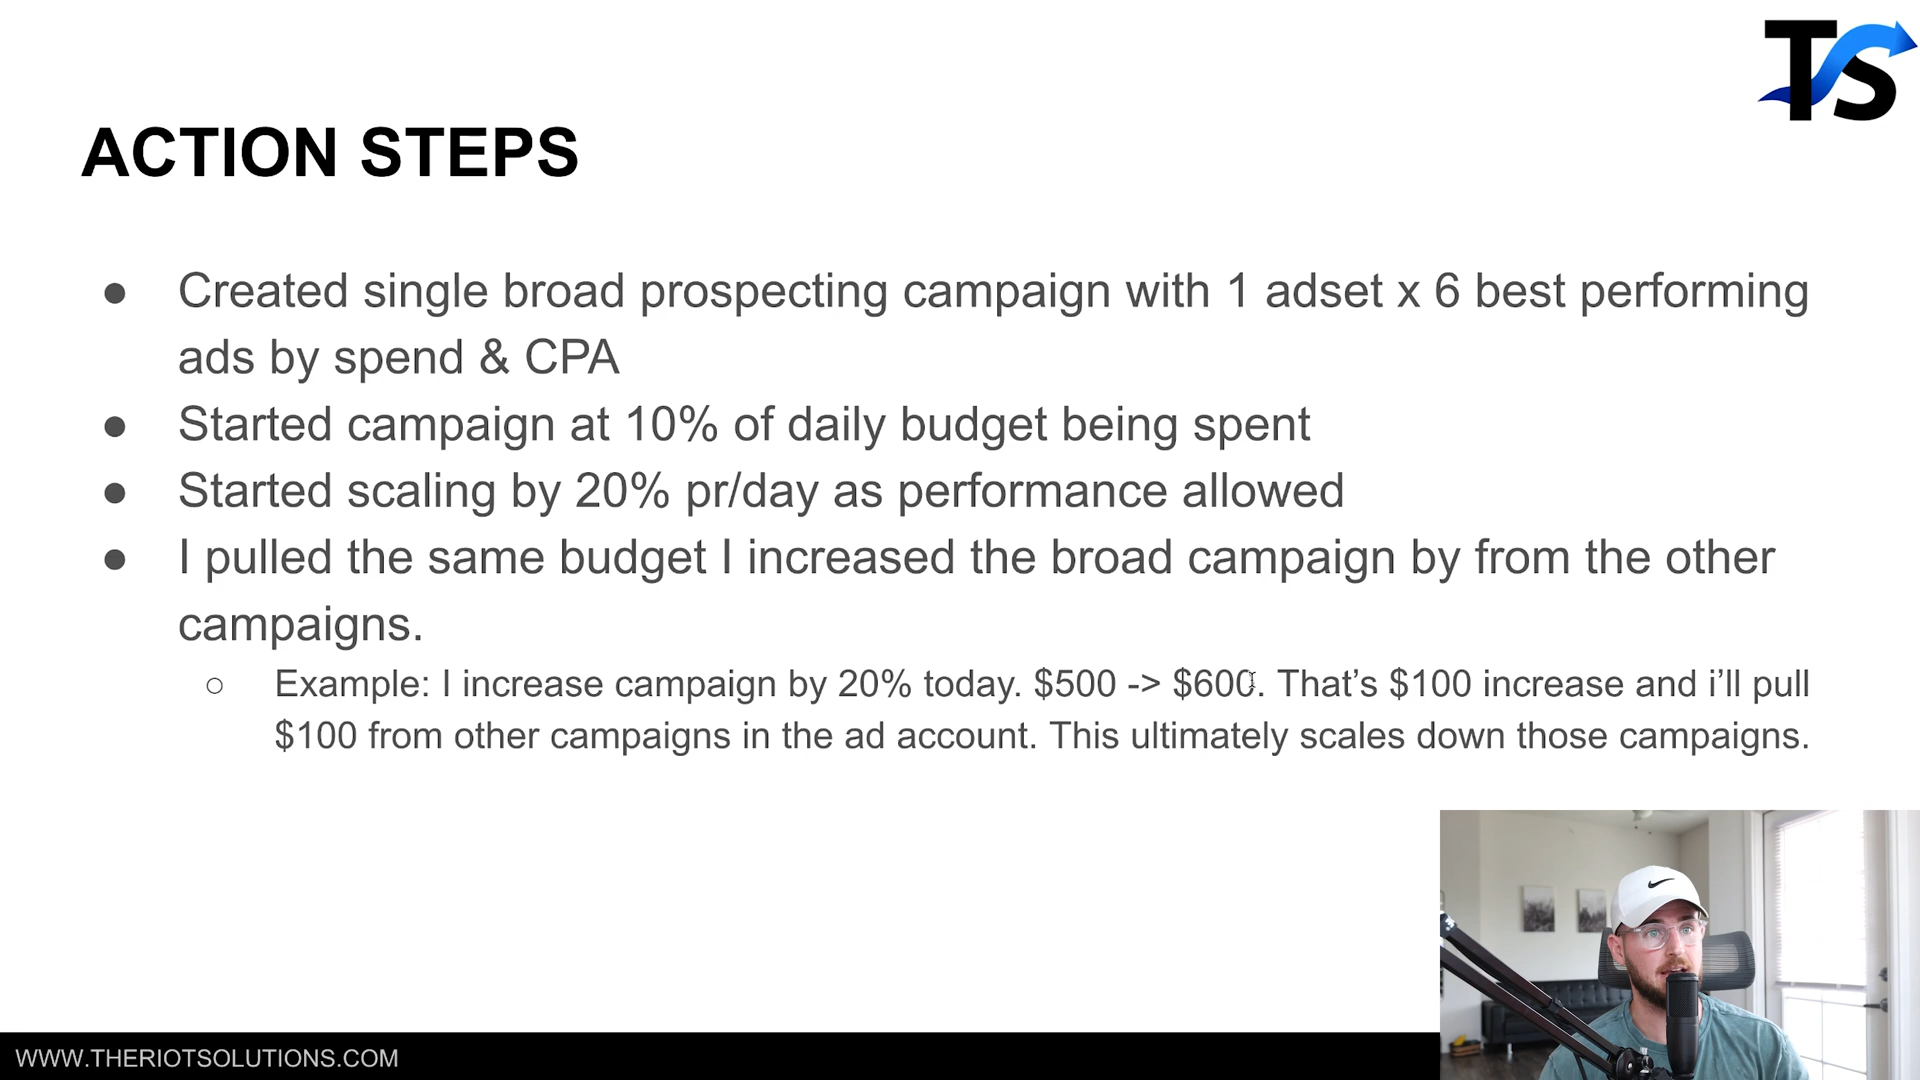 TS
ACTION STEPS
● Created single broad prospecting campaign with 1 adset x 6 best performing
ads by spend & CPA
● Started campaign at 10% of daily budget being spent
● Started scaling by 20% pr/day as performance allowed
● I pulled the same budget I increased the broad campaign by from the other
campaigns.
○ Example: I increase campaign by 20% today. $500 -> $600. That’s $100 increase and i’ll pull
$100 from other campaigns in the ad account. This ultimately scales down those campaigns.
WWW.THERIOTSOLUTIONS.COM